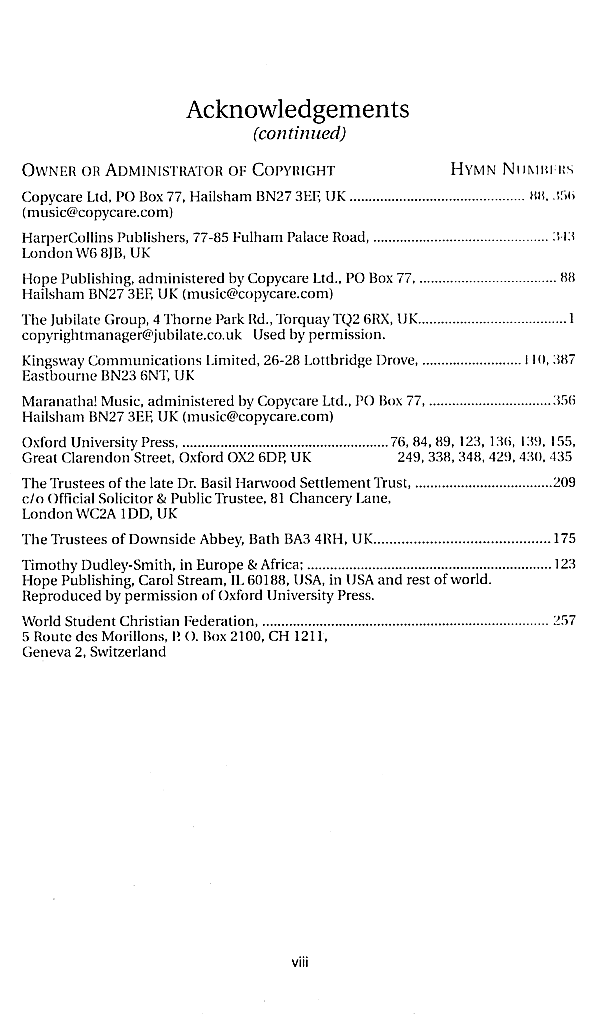 Acknowledgements
(continued)
OWNER OR ADMINISTRATOR OF COPYRIGHT HYMN NUMBERS
Copycare Ltd, PO Box 77, Hailsham BN27 3EF, UK ............................................ 88, 356
(music@copycare.com)
HarperCollins Publishers, 77-85 Fulham Palace Road, ............................................ 343
London W6 8JB, UK
Hope Publishing, administered by Copycare Ltd., PO Box 77, .................................. 88
Hailsham BN27 3EF, UK (music@copycare.com)
The Jubilate Group, 4 Thorne Park Rd., Torquay TQ2 6RX, UK..................................... 1
copyrightmanager@jubilate.co.uk Used by permission.
Kingsway Communications Limited, 26-28 Lottbridge Drove, ......................... 110, 387
Eastbourne BN23 6NT, UK
Maranatha! Music, administered by Copycare Ltd., PO Box 77, ..............................356
Hailsham BN27 3EF, UK (music@copycare.com)
Oxford University Press, ................................................... 76, 84, 89, 123, 136, 139, 155,
Great Clarendon Street, Oxford OX2 6DP, UK 249, 338, 348, 429, 430, 435
The Trustees of the late Dr. Basil Harwood Settlement Trust, ..................................209
c/o Official Solicitor & Public Trustee, 81 Chancery Lane,
London WC2A 1DD, UK
The Trustees of Downside Abbey, Bath BA3 4RH, UK............................................ 175
Timothy Dudley-Smith, in Europe & Africa; ............................................................. 123
Hope Publishing, Carol Stream, IL 60188, USA, in USA and rest of world.
Reproduced by permission of Oxford University Press.
World Student Christian Federation, ....................................................................... 257
5 Route des Morillons, P. O. Box 2100, CH 1211,
Geneva 2, Switzerland
viii